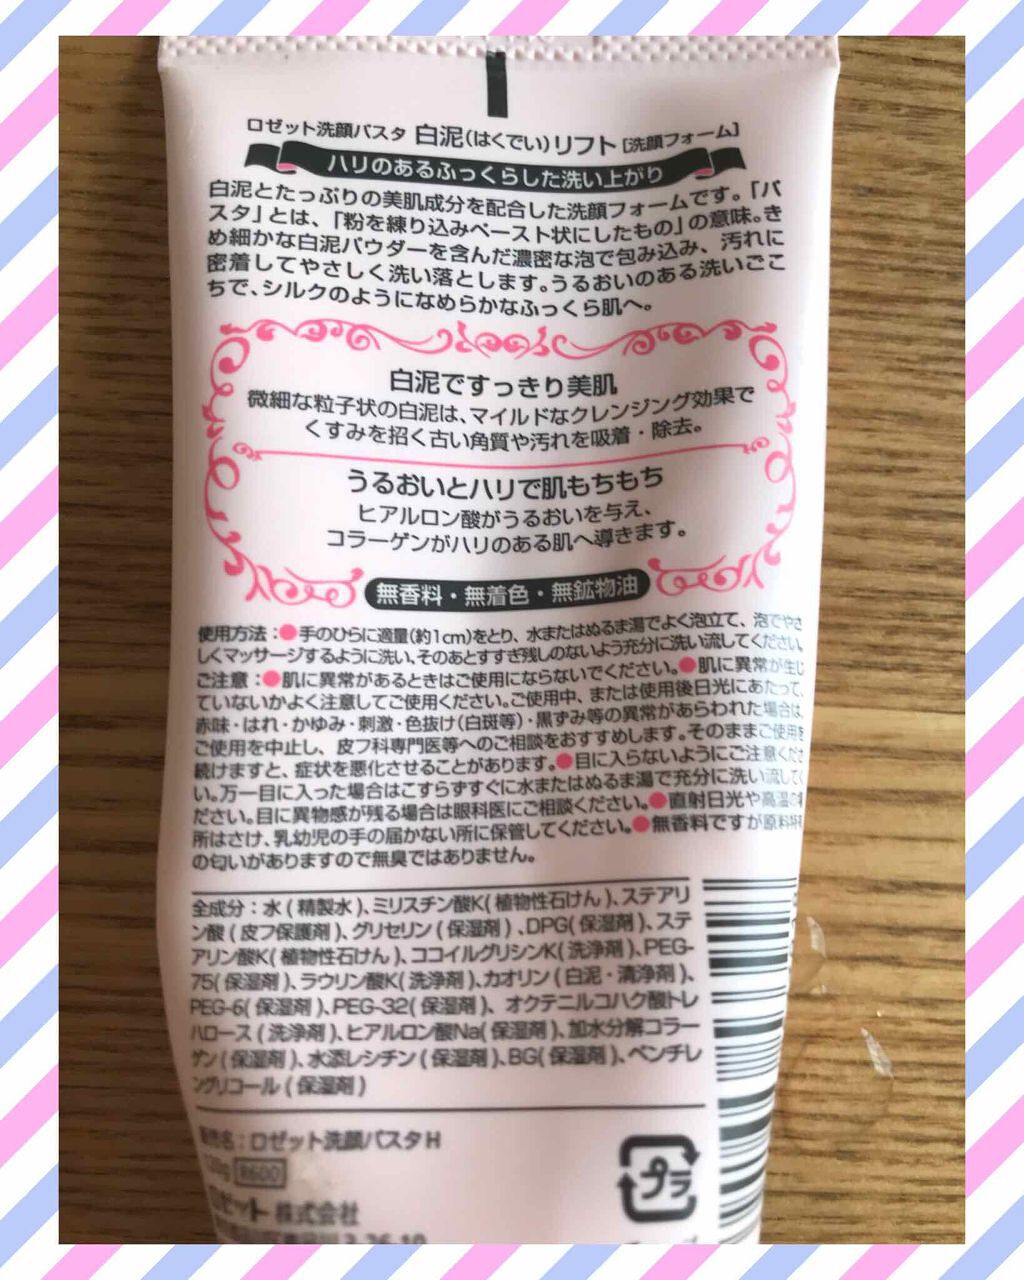 ロゼット洗顔パスタ 白泥(はくでい)リフト [洗顔フォーム]
ハリのあるふっくらした洗い上がり
白泥とたっぷりの美肌成分を配合した洗顔フォームです。「パ
スタ」とは、「粉を練り込みペースト状にしたもの」の意味。き
め細かな白泥パウダーを含んだ濃密な泡で包み込み、汚れに
密着してやさしく洗い落とします。うるおいのある洗いごこ
ちで、シルクのようになめらかなふっくら肌へ。
白泥ですっきり美肌
微細な粒子状の白泥は、マイルドなクレンジング効果で
くすみを招く古い角質や汚れを吸着・除去。
うるおいとハリで肌もちもち
ヒアルロン酸がうるおいを与え、
コラーゲンがハリのある肌へ導きます。
無香料・無着色・無鉱物油
使用方法:●手のひらに適量(約1cm)をとり、水またはぬるま湯でよく泡立て、泡でやさ
しくマッサージするように洗い、そのあとすすぎ残しのないよう充分に洗い流してください。
ご注意:●肌に異常があるときはご使用にならないでください。●肌に異常が生じ
ていないかよく注意してご使用ください。ご使用中、または使用後日光にあたって、
赤味・はれ・かゆみ・刺激・色抜け(白斑等)・黒ずみ等の異常があらわれた場合は、
ご使用を中止し、皮フ科専門医等へのご相談をおすすめします。そのままご使用を
続けますと、症状を悪化させることがあります。●目に入らないようにご注意くださ
い。万一目に入った場合はこすらずすぐに水またはぬるま湯で充分に洗い流してく
ださい。目に異物感が残る場合は眼科医にご相談ください。●直射日光や高温の
所はさけ、乳幼児の手の届かない所に保管してください。●無香料ですが原料特有
の匂いがありますので無臭ではありません。
全成分:水(精製水)、ミリスチン酸K(植物性石けん)、ステアリ
ン酸(皮フ保護剤)、グリセリン(保湿剤)、DPG(保湿剤)、ステ
アリン酸K(植物性石けん)、ココイルグリシンK(洗浄剤)、PEG-
75(保湿剤)、ラウリン酸K(洗浄剤)、カオリン(白泥・清浄剤)、
PEG-6(保湿剤)、PEG-32(保湿剤)、オクテニルコハク酸トレ
ハロース(洗浄剤)、ヒアルロン酸Na(保湿剤)、加水分解コラー
ゲン(保湿剤)、水添レシチン(保湿剤)、BG(保湿剤)、ペンチレ
ングリコール(保湿剤)
販売名:ロゼット洗顔パスタH
120g R600
ロゼット 株式会社
3-26-19
プラ